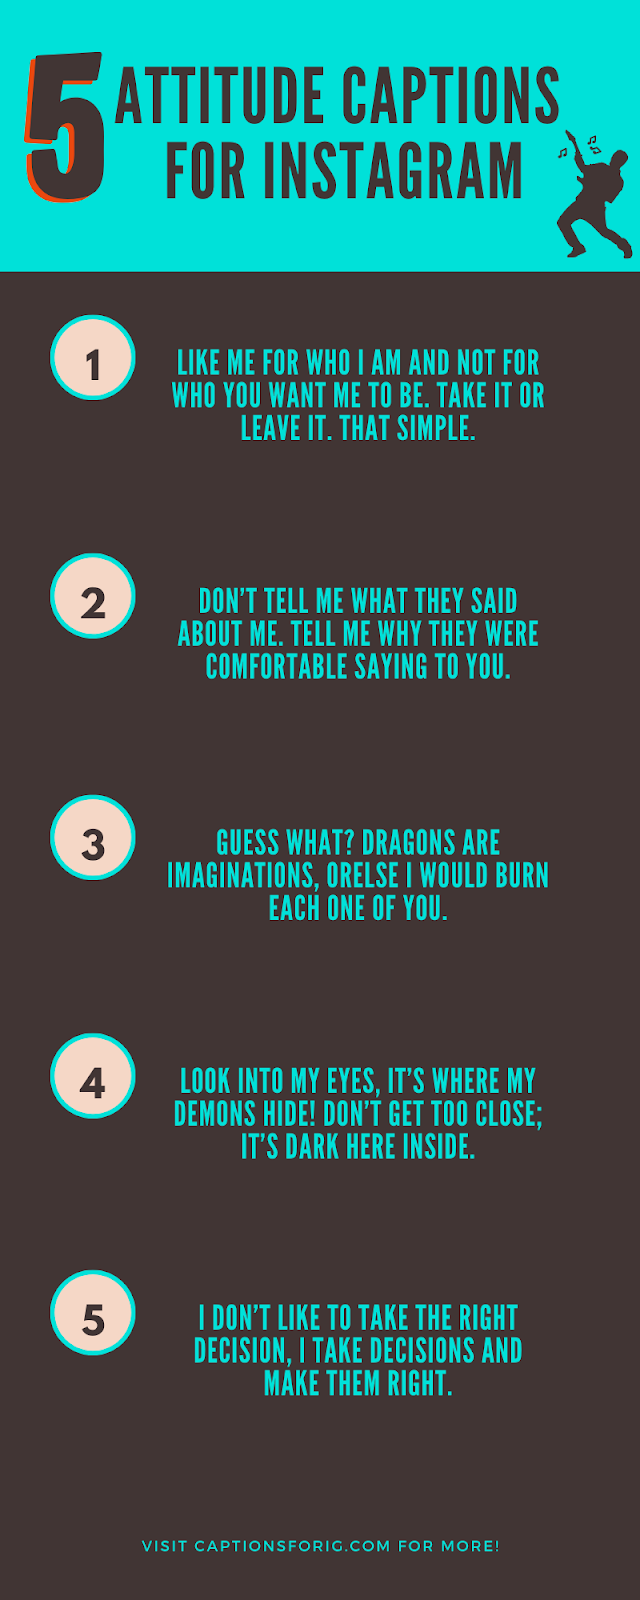 5 ATTITUDE CAPTIONS
FOR INSTAGRAM
1
LIKE ME FOR WHO I AM AND NOT FOR
WHO YOU WANT ME TO BE. TAKE IT OR
LEAVE IT. THAT SIMPLE.
2
DON'T TELL ME WHAT THEY SAID
ABOUT ME. TELL ME WHY THEY WERE
COMFORTABLE SAYING TO YOU.
3
GUESS WHAT? DRAGONS ARE
IMAGINATIONS, ORELSE I WOULD BURN
EACH ONE OF YOU.
4
LOOK INTO MY EYES, IT'S WHERE MY
DEMONS HIDE! DON'T GET TOO CLOSE;
IT'S DARK HERE INSIDE.
5
I DON'T LIKE TO TAKE THE RIGHT
DECISION, I TAKE DECISIONS AND
MAKE THEM RIGHT.
VISIT CAPTIONSFORIG.COM FOR MORE!